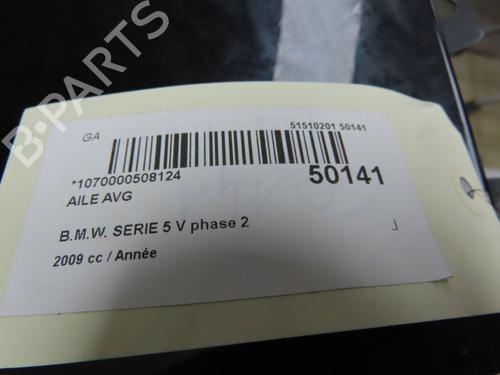 B-PARTS
GA
51510201 50141
*1070000508124
50141
AILE AVG
B.M.W. SERIE 5 V phase 2
2009 cc / Année